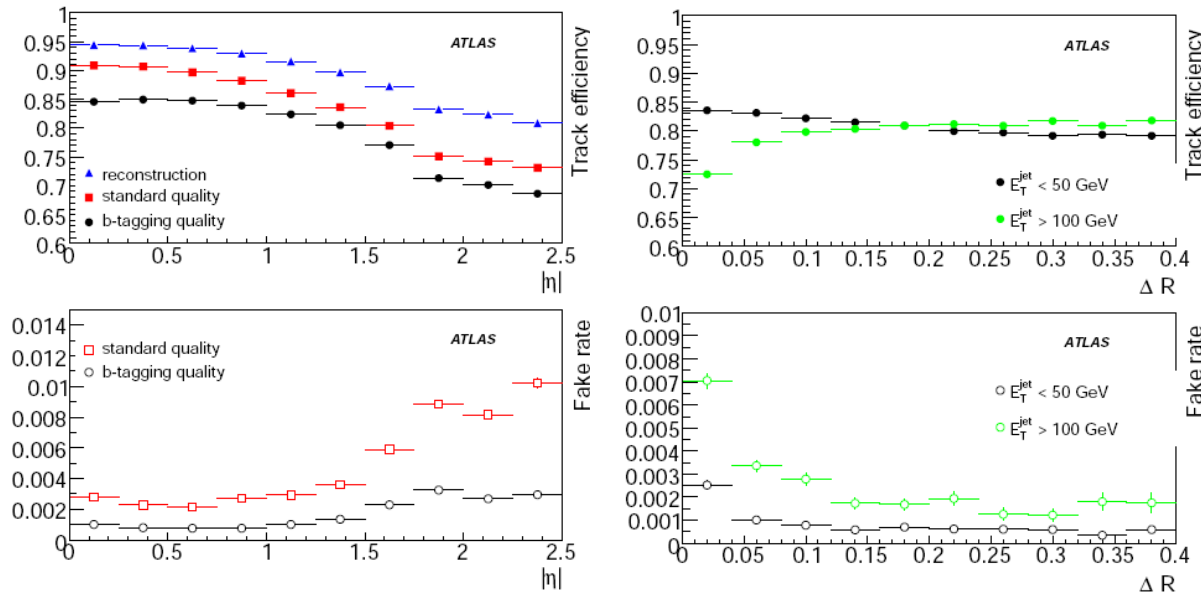 1
0.95
0.9
0.85
0.8
0.75
0.7
0.65
0.6
ATLAS
reconstruction
standard quality
b-tagging quality
0 0.5 1 1.5 2 2.5
|η|
Track efficiency
1
0.95
0.9
0.85
0.8
0.75
0.7
0.65
0.6
ATLAS
E_T^jet < 50 GeV
E_T^jet > 100 GeV
0 0.05 0.1 0.15 0.2 0.25 0.3 0.35 0.4
Δ R
Track efficiency
0.014
0.012
0.01
0.008
0.006
0.004
0.002
0
ATLAS
standard quality
b-tagging quality
0 0.5 1 1.5 2 2.5
|η|
Fake rate
0.01
0.009
0.008
0.007
0.006
0.005
0.004
0.003
0.002
0.001
0
ATLAS
E_T^jet < 50 GeV
E_T^jet > 100 GeV
0 0.05 0.1 0.15 0.2 0.25 0.3 0.35 0.4
Δ R
Fake rate